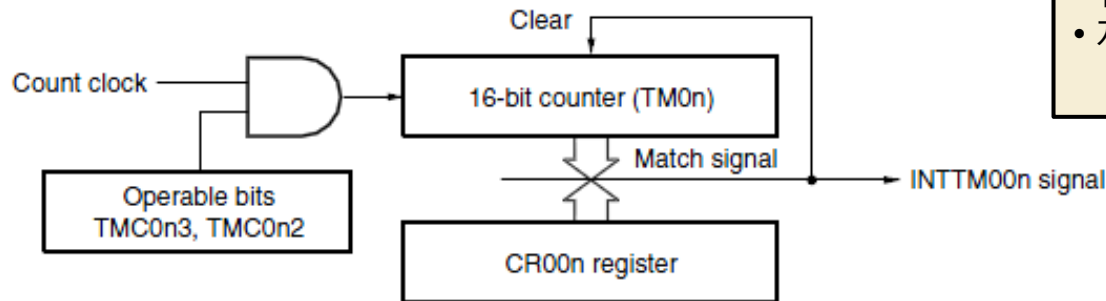 Clear
Count clock
16-bit counter (TM0n)
Match signal
INTTM00n signal
Operable bits
TMC0n3, TMC0n2
CR00n register